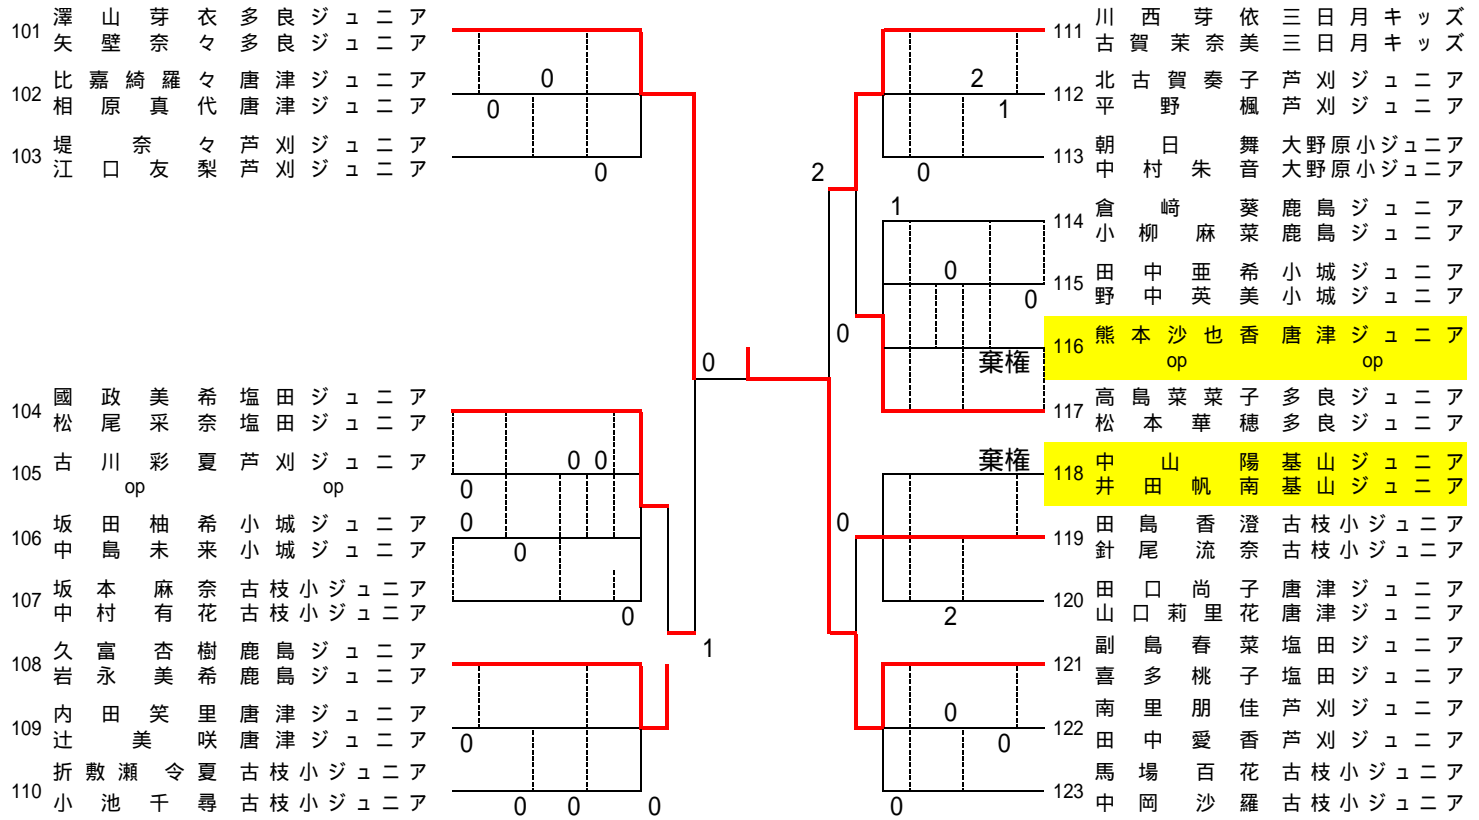 101 澤山芽衣 多良ジュニア
矢壁奈々 多良ジュニア
102 比嘉綺羅々 唐津ジュニア
相原真代 唐津ジュニア
103 堤奈々 芦刈ジュニア
江口友梨 芦刈ジュニア
0
0
0
104 國政美希 塩田ジュニア
松尾采奈 塩田ジュニア
105 古川彩夏 芦刈ジュニア
op op
106 坂田柚希 小城ジュニア
中島未来 小城ジュニア
107 坂本麻奈 古枝小ジュニア
中村有花 古枝小ジュニア
0 0
0
0
0
0
108 久富杏樹 鹿島ジュニア
岩永美希 鹿島ジュニア
109 内田笑里 唐津ジュニア
辻美咲 唐津ジュニア
110 折敷瀬令夏 古枝小ジュニア
小池千尋 古枝小ジュニア
0
0 0 0
1
0
2
0
0
111 川西芽依 三日月キッズ
古賀茉奈美 三日月キッズ
112 北古賀奏子 芦刈ジュニア
平野楓 芦刈ジュニア
113 朝日舞 大野原小ジュニア
中村朱音 大野原小ジュニア
2
1
0
114 倉﨑葵 鹿島ジュニア
小柳麻菜 鹿島ジュニア
115 田中亜希 小城ジュニア
野中英美 小城ジュニア
116 熊本沙也香 唐津ジュニア
op op
117 高島菜菜子 多良ジュニア
松本華穂 多良ジュニア
1
0
0
棄権
118 中山陽 基山ジュニア
井田帆南 基山ジュニア
119 田島香澄 古枝小ジュニア
針尾流奈 古枝小ジュニア
120 田口尚子 唐津ジュニア
山口莉里花 唐津ジュニア
棄権
2
121 副島春菜 塩田ジュニア
喜多桃子 塩田ジュニア
122 南里朋佳 芦刈ジュニア
田中愛香 芦刈ジュニア
123 馬場百花 古枝小ジュニア
中岡沙羅 古枝小ジュニア
0
0
0